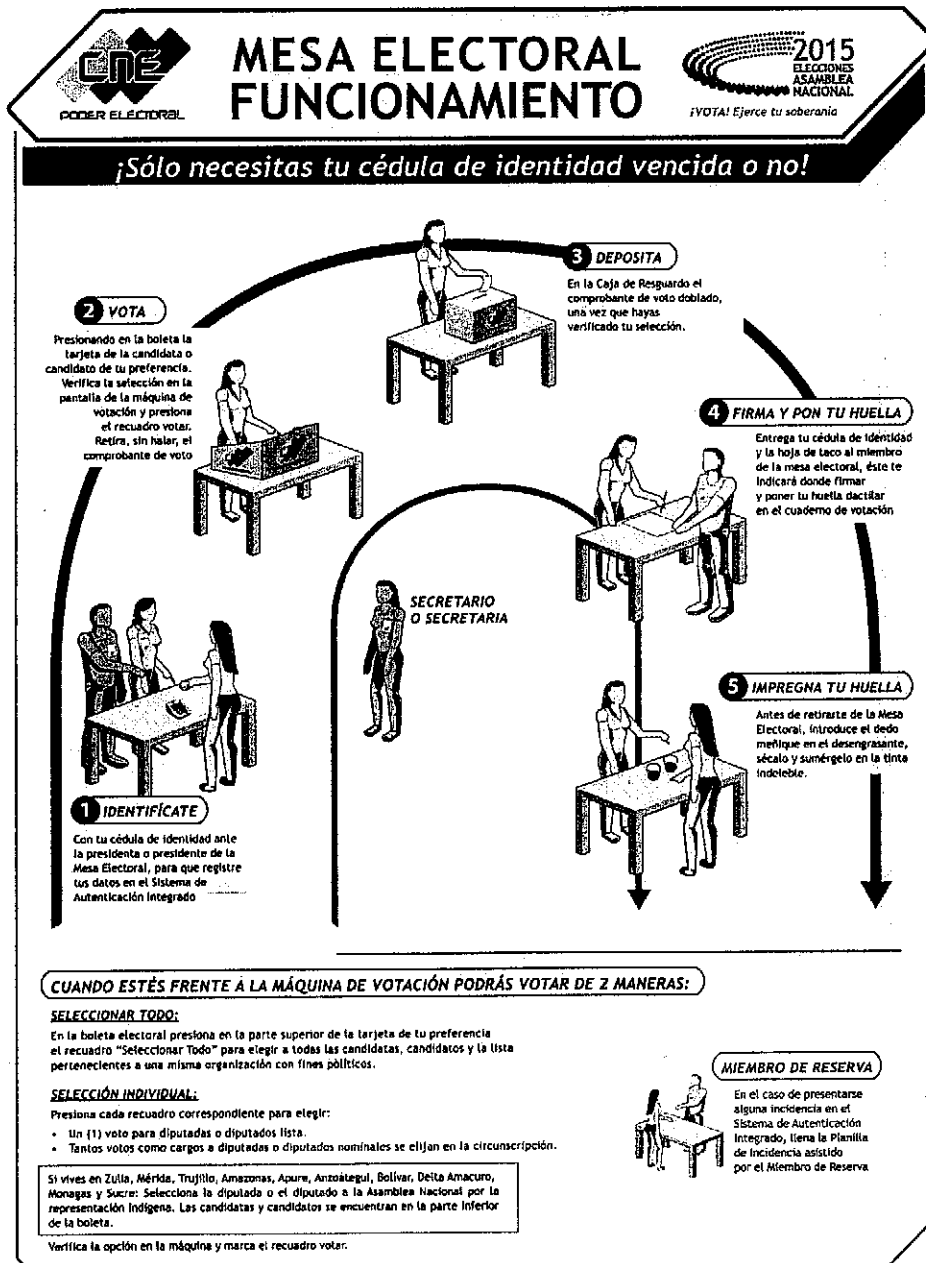 CNE
PODER ELECTORAL
MESA ELECTORAL
FUNCIONAMIENTO
2015
ELECCIONES
ASAMBLEA
NACIONAL
¡VOTA! Ejerce tu soberanía
¡Sólo necesitas tu cédula de identidad vencida o no!
1 IDENTIFÍCATE
Con tu cédula de identidad ante
la presidenta o presidente de la
Mesa Electoral, para que registre
tus datos en el Sistema de
Autenticación Integrado
2 VOTA
Presionando en la boleta la
tarjeta de la candidata o
candidato de tu preferencia.
Verifica la selección en la
pantalla de la máquina de
votación y presiona
el recuadro votar.
Retira, sin halar, el
comprobante de voto
3 DEPOSITA
En la Caja de Resguardo el
comprobante de voto doblado,
una vez que hayas
verificado tu selección.
4 FIRMA Y PON TU HUELLA
Entrega tu cédula de identidad
y la hoja de taco al miembro
de la mesa electoral, éste te
indicará donde firmar
y poner tu huella dactilar
en el cuaderno de votación
SECRETARIO
O SECRETARIA
5 IMPREGNA TU HUELLA
Antes de retirarte de la Mesa
Electoral, introduce el dedo
meñique en el desengrasante,
sécalo y sumérgelo en la tinta
indeleble.
CUANDO ESTÉS FRENTE A LA MÁQUINA DE VOTACIÓN PODRÁS VOTAR DE 2 MANERAS:
SELECCIONAR TODO:
En la boleta electoral presiona en la parte superior de la tarjeta de tu preferencia
el recuadro "Seleccionar Todo" para elegir a todas las candidatas, candidatos y la lista
pertenecientes a una misma organización con fines políticos.
SELECCIÓN INDIVIDUAL:
Presiona cada recuadro correspondiente para elegir:
• Un (1) voto para diputadas o diputados lista.
• Tantos votos como cargos a diputadas o diputados nominales se elijan en la circunscripción.
Si vives en Zulia, Mérida, Trujillo, Amazonas, Apure, Anzoátegui, Bolívar, Delta Amacuro,
Monagas y Sucre: Selecciona la diputada o el diputado a la Asamblea Nacional por la
representación indígena. Las candidatas y candidatos se encuentran en la parte inferior
de la boleta.
Verifica la opción en la máquina y marca el recuadro votar.
MIEMBRO DE RESERVA
En el caso de presentarse
alguna incidencia en el
Sistema de Autenticación
Integrado, llena la Planilla
de Incidencia asistido
por el Miembro de Reserva